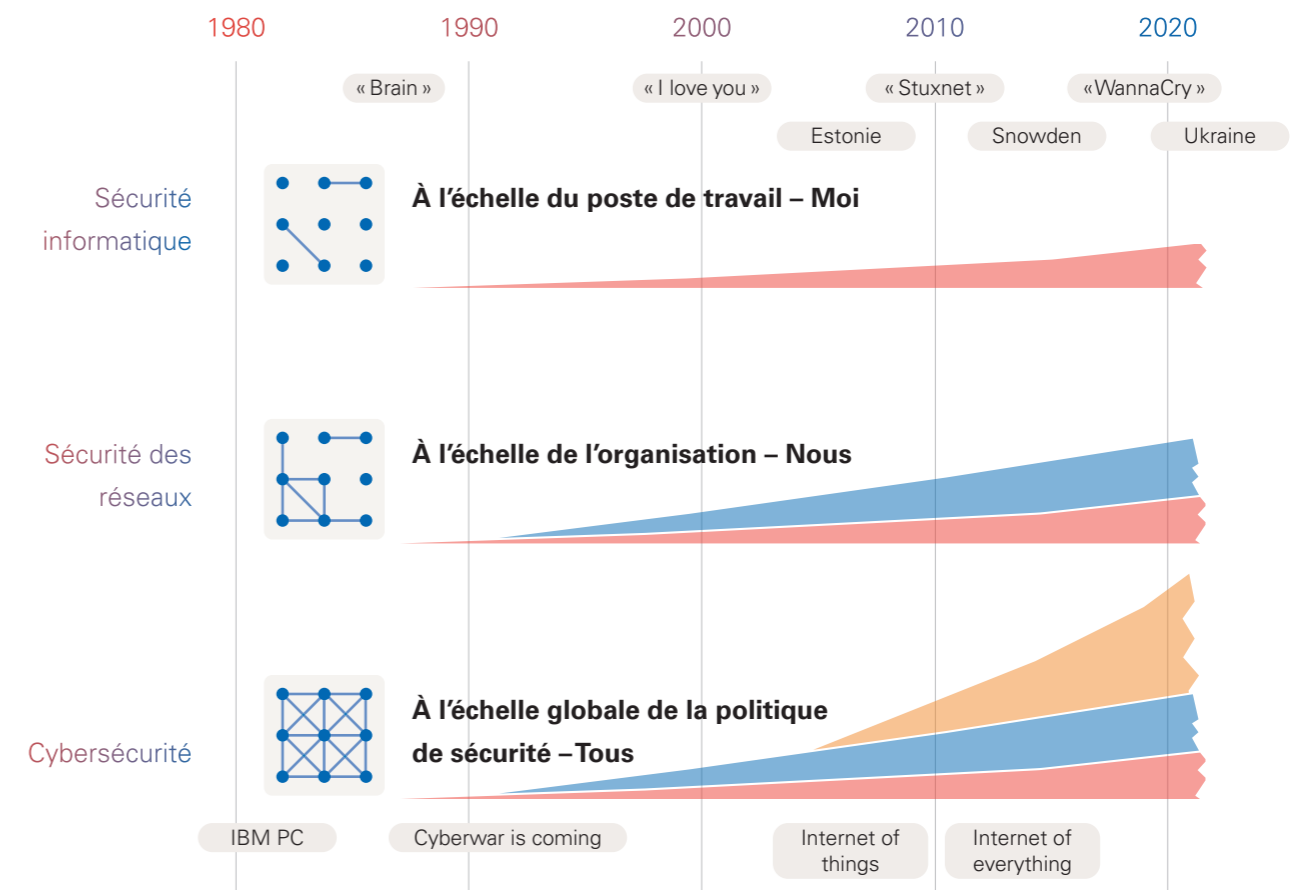 1980 1990 2000 2010 2020
« Brain » « I love you » « Stuxnet » «WannaCry »
Estonie Snowden Ukraine
Sécurité
informatique
À l’échelle du poste de travail – Moi
Sécurité des
réseaux
À l’échelle de l’organisation – Nous
Cybersécurité
À l’échelle globale de la politique
de sécurité –Tous
IBM PC
Cyberwar is coming
Internet of
things
Internet of
everything